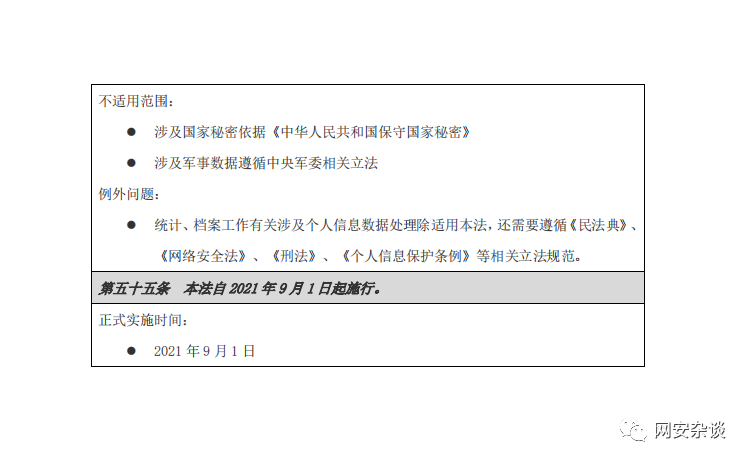 不适用范围：
● 涉及国家秘密依据《中华人民共和国保守国家秘密》
● 涉及军事数据遵循中央军委相关立法
例外问题：
● 统计、档案工作有关涉及个人信息数据处理除适用本法，还需要遵循《民法典》、
《网络安全法》、《刑法》、《个人信息保护条例》等相关立法规范。
第五十五条 本法自 2021 年 9 月 1 日起施行。
正式实施时间：
● 2021 年 9 月 1 日
网安杂谈